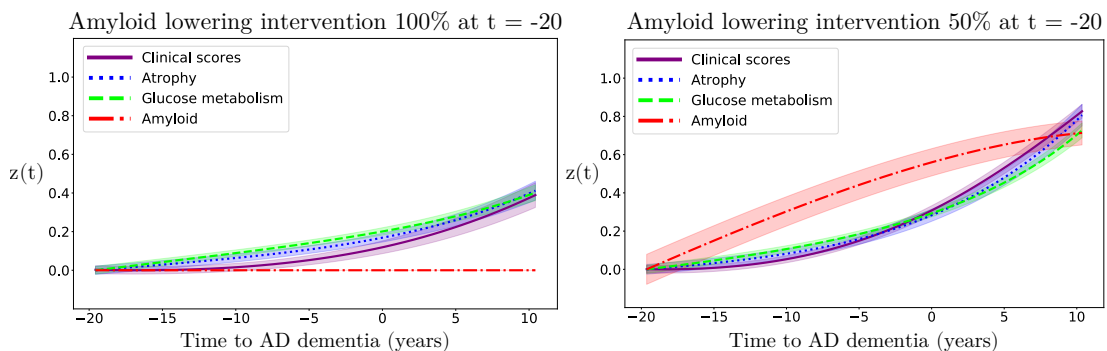 Amyloid lowering intervention 100% at t = -20
Clinical scores
Atrophy
Glucose metabolism
Amyloid
z(t)
1.0
0.8
0.6
0.4
0.2
0.0
−20 −15 −10 −5 0 5 10
Time to AD dementia (years)
Amyloid lowering intervention 50% at t = -20
Clinical scores
Atrophy
Glucose metabolism
Amyloid
z(t)
1.0
0.8
0.6
0.4
0.2
0.0
−20 −15 −10 −5 0 5 10
Time to AD dementia (years)